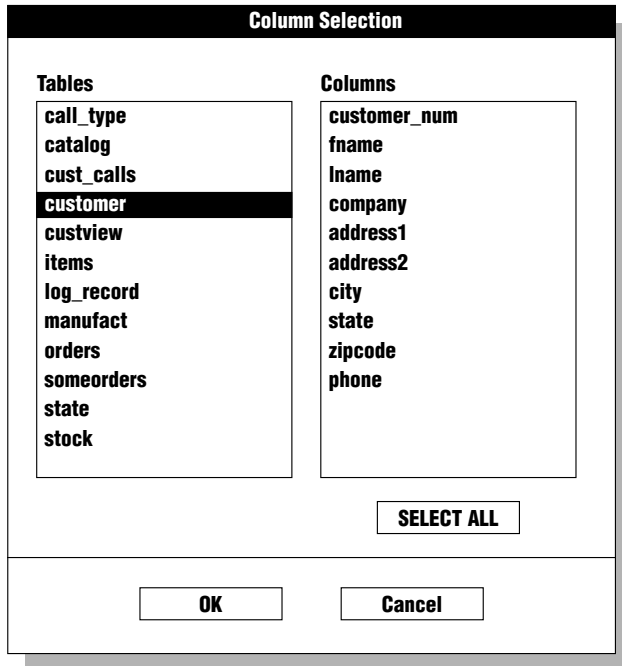 Column Selection
Tables
call_type
catalog
cust_calls
customer
custview
items
log_record
manufact
orders
someorders
state
stock
Columns
customer_num
fname
lname
company
address1
address2
city
state
zipcode
phone
SELECT ALL
OK
Cancel